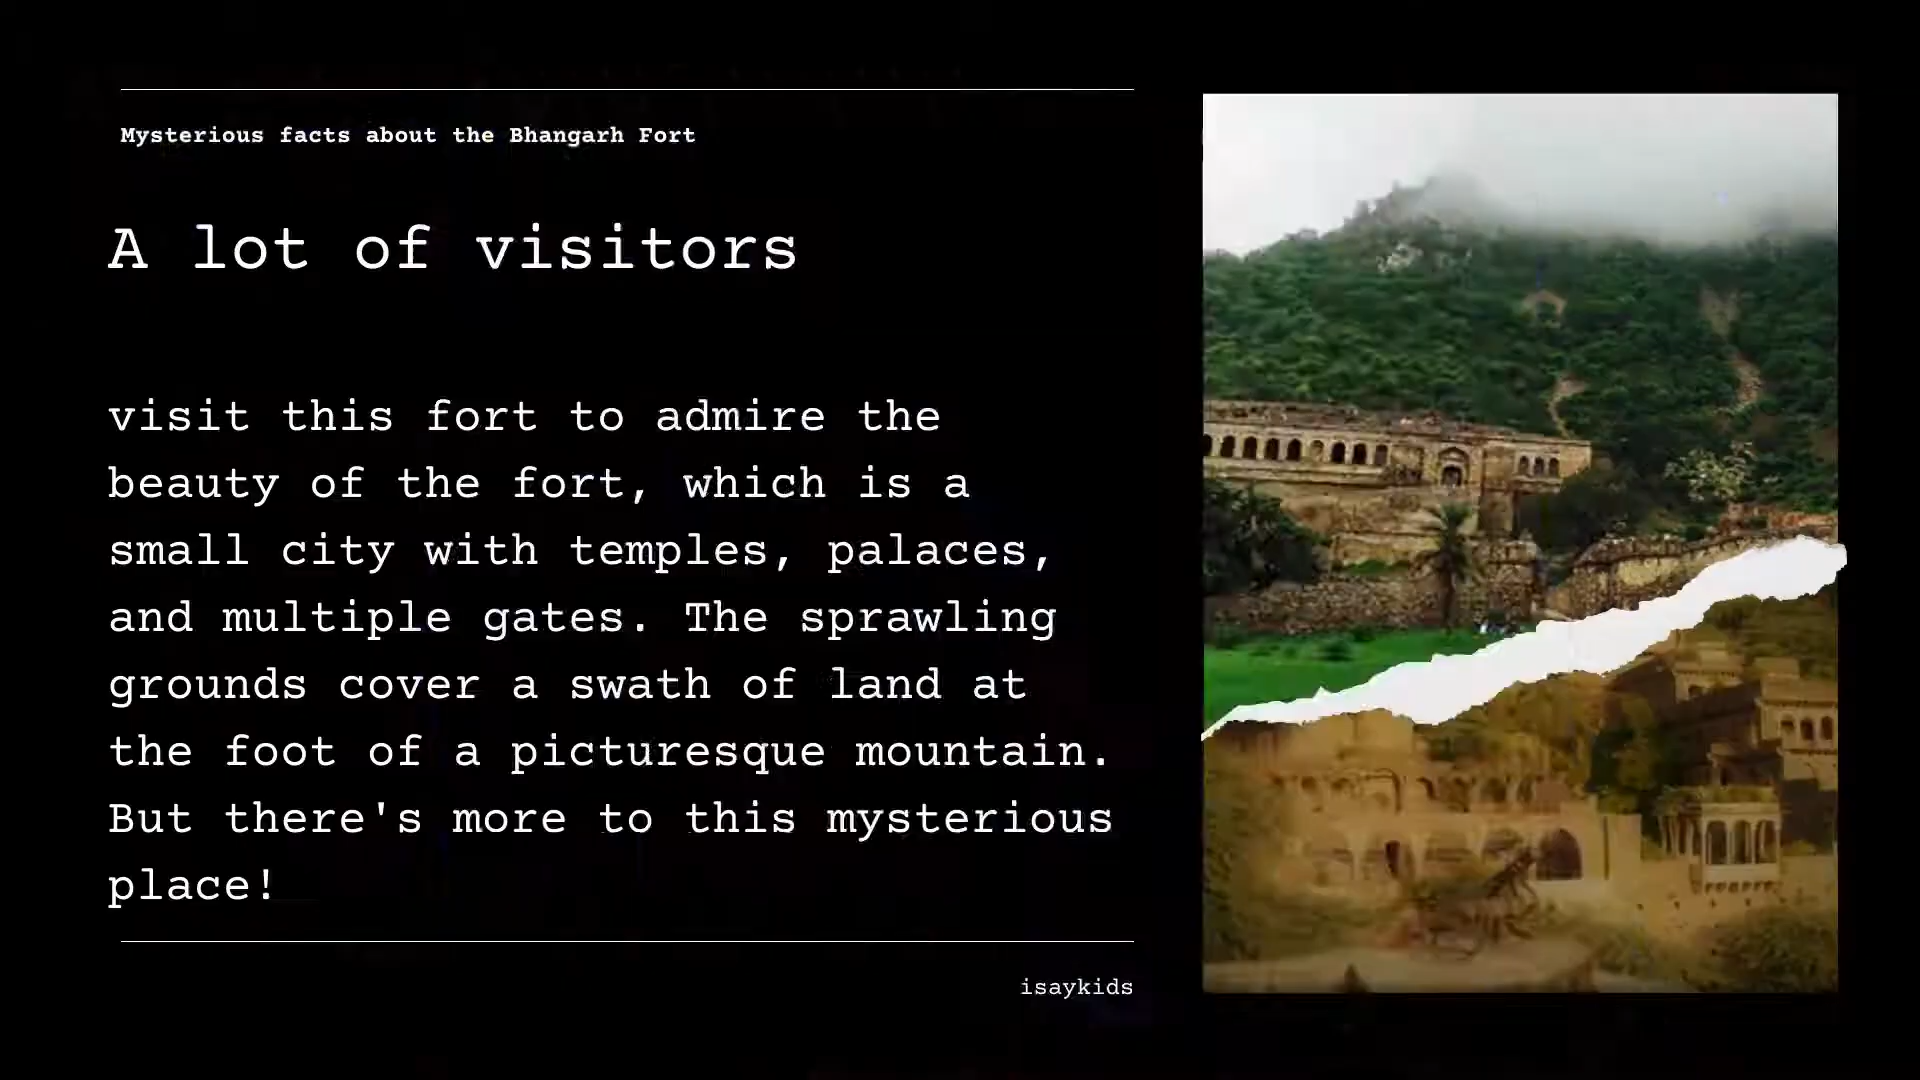 Mysterious facts about the Bhangarh Fort
A lot of visitors
visit this fort to admire the
beauty of the fort, which is a
small city with temples, palaces,
and multiple gates. The sprawling
grounds cover a swath of land at
the foot of a picturesque mountain.
But there's more to this mysterious
place!
isaykids